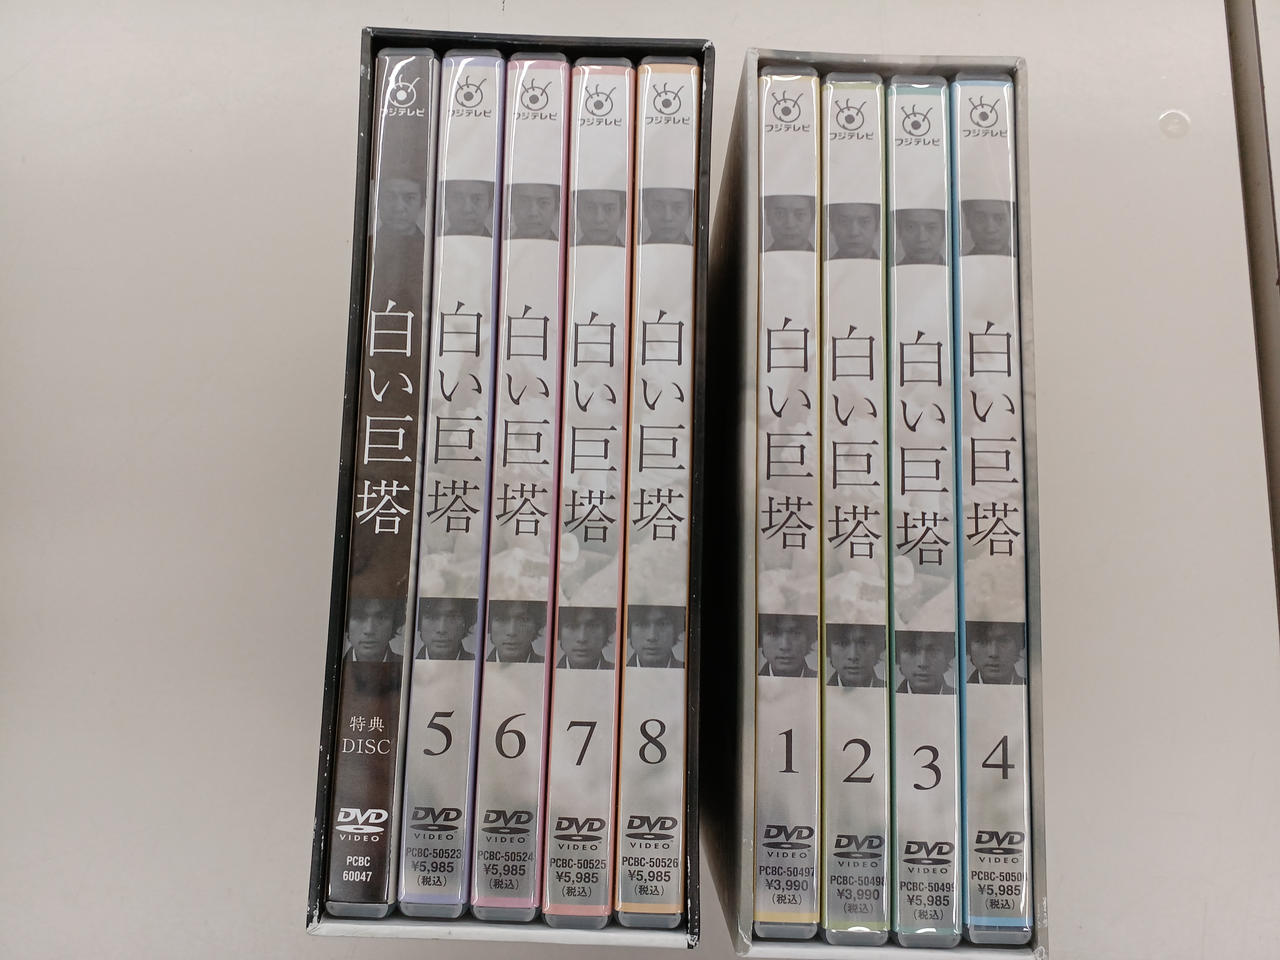 フジテレビ
白い巨塔
特典
DISC
DVD
VIDEO
PCBC
60047
フジテレビ
白い巨塔
5
DVD
VIDEO
PCBC-50523
¥5,985
(税込)
フジテレビ
白い巨塔
6
DVD
VIDEO
PCBC-50524
¥5,985
(税込)
フジテレビ
白い巨塔
7
DVD
VIDEO
PCBC-50525
¥5,985
(税込)
フジテレビ
白い巨塔
8
DVD
VIDEO
PCBC-50526
¥5,985
(税込)
フジテレビ
白い巨塔
1
DVD
VIDEO
PCBC-50497
¥3,990
(税込)
フジテレビ
白い巨塔
2
DVD
VIDEO
PCBC-50498
¥3,990
(税込)
フジテレビ
白い巨塔
3
DVD
VIDEO
PCBC-50499
¥5,985
(税込)
フジテレビ
白い巨塔
4
DVD
VIDEO
PCBC-50500
¥5,985
(税込)